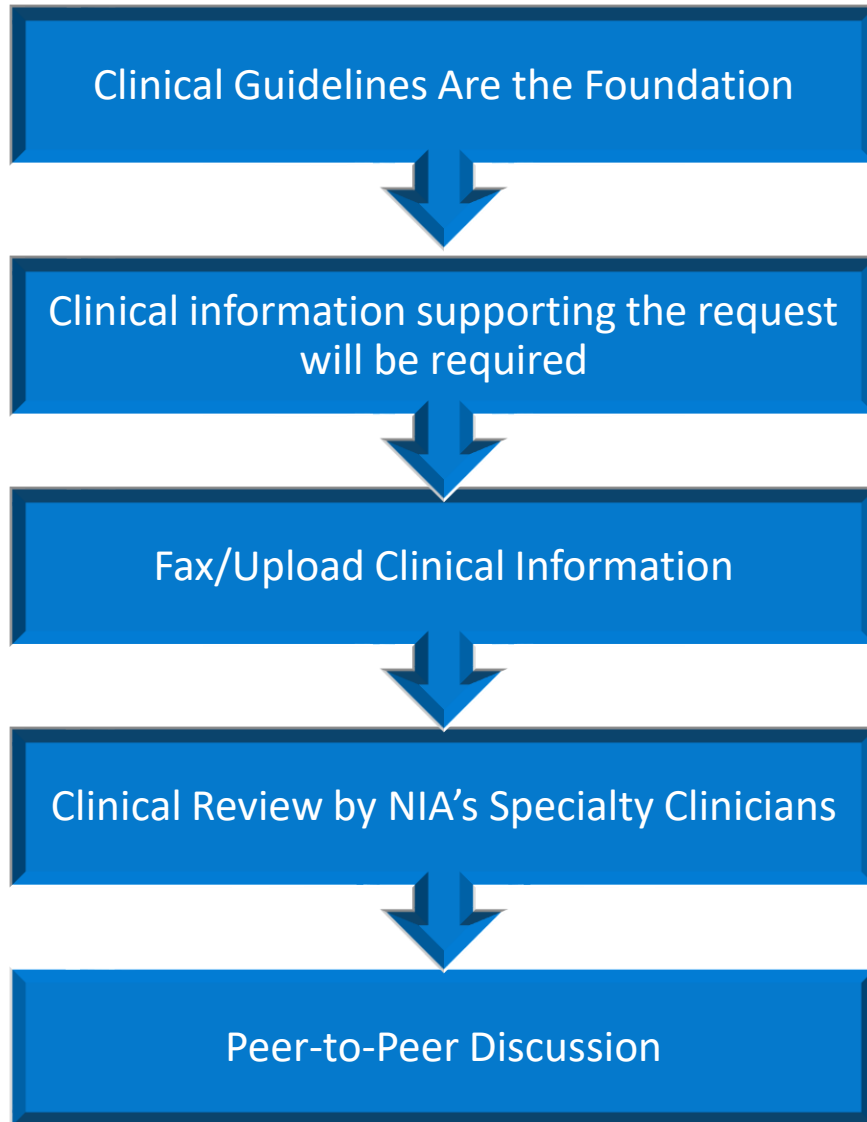 Clinical Guidelines Are the Foundation
Clinical information supporting the request
will be required
Fax/Upload Clinical Information
Clinical Review by NIA’s Specialty Clinicians
Peer-to-Peer Discussion